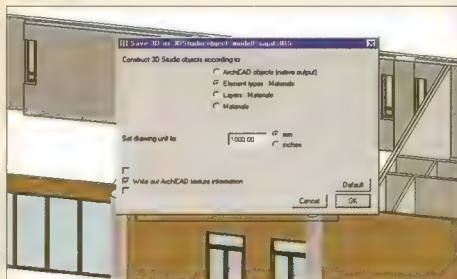 Save 3D as 3DStudio object model
Construct 3D Studio objects according to
ArchiCAD objects (native output)
Element types Materials
Layers Materials
Materials
Set drawing unit to:
1000.00
mm
inches
Write out ArchiCAD texture information
Default
Cancel
OK